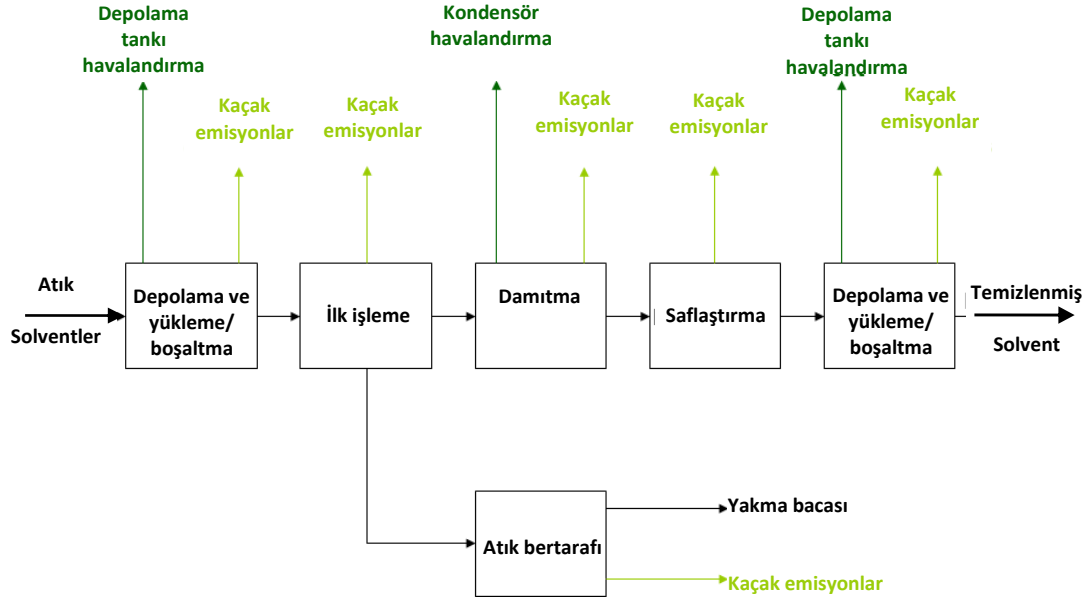 Depolama
tankı
havalandırma
Kondensör
havalandırma
Depolama
tankı
havalandırma
Kaçak
emisyonlar
Kaçak
emisyonlar
Kaçak
emisyonlar
Kaçak
emisyonlar
Kaçak
emisyonlar
Atık
Solventler
Depolama ve
yükleme/
boşaltma
İlk işleme
Damıtma
Saflaştırma
Depolama ve
yükleme/
boşaltma
Temizlenmiş
Solvent
Atık bertarafı
Yakma bacası
Kaçak emisyonlar